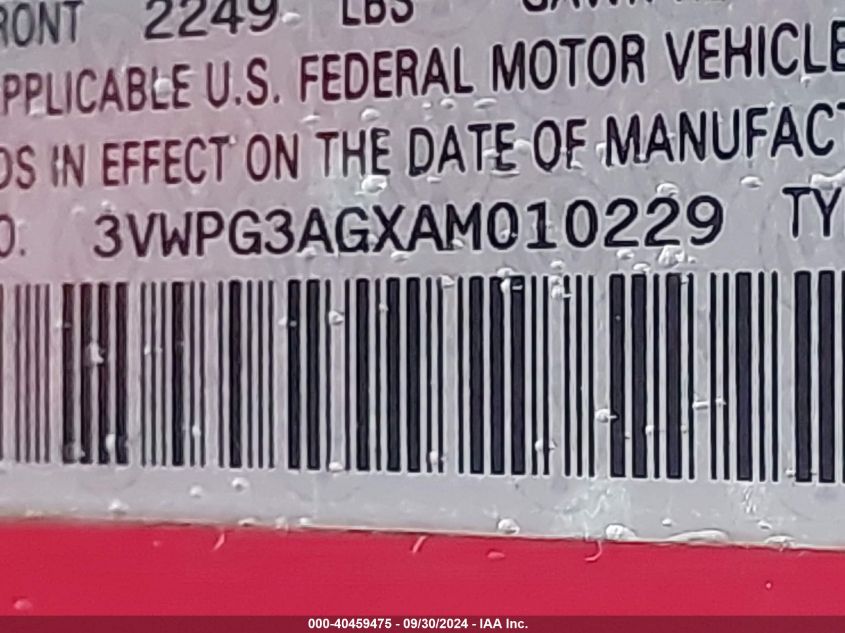 RONT 2249 LBS
PPLICABLE U.S. FEDERAL MOTOR VEHICLE
DS IN EFFECT ON THE DATE OF MANUFACT
O. 3VWPG3AGXAM010229 TY
000-40459475 - 09/30/2024 - IAA Inc.